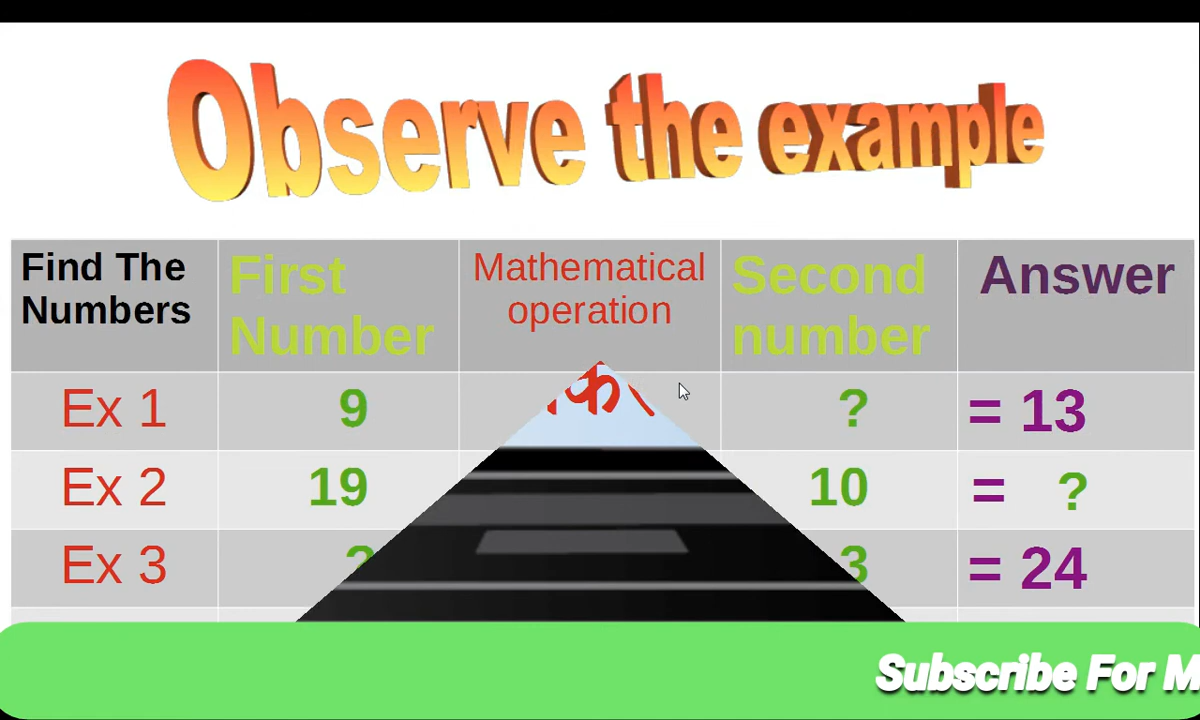 Observe the example
Find The Numbers First Number Mathematical operation Second number Answer
Ex 1 9 ? = 13
Ex 2 19 10 = ?
Ex 3 ? 3 = 24
Subscribe For